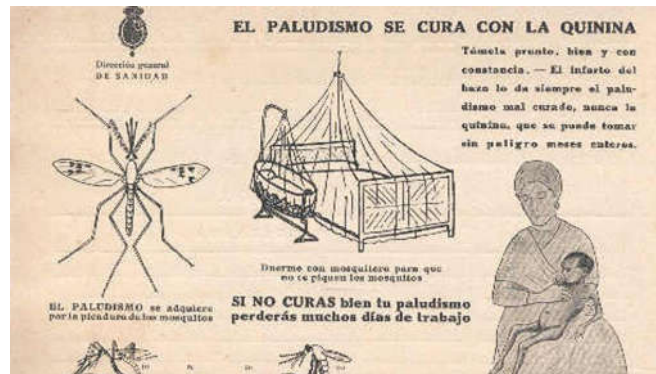 EL PALUDISMO SE CURA CON LA QUININA
Dirección general
DE SANIDAD
Tómela pronto, bien y con
constancia. — El infarto del
bazo lo da siempre el palu-
dismo mal curado, nunca la
quinina, que se puede tomar
sin peligro meses enteros.
Duerme con mosquitero para que
no te piquen los mosquitos
EL PALUDISMO se adquiere
por la picadura de los mosquitos
SI NO CURAS bien tu paludismo
perderás muchos días de trabajo